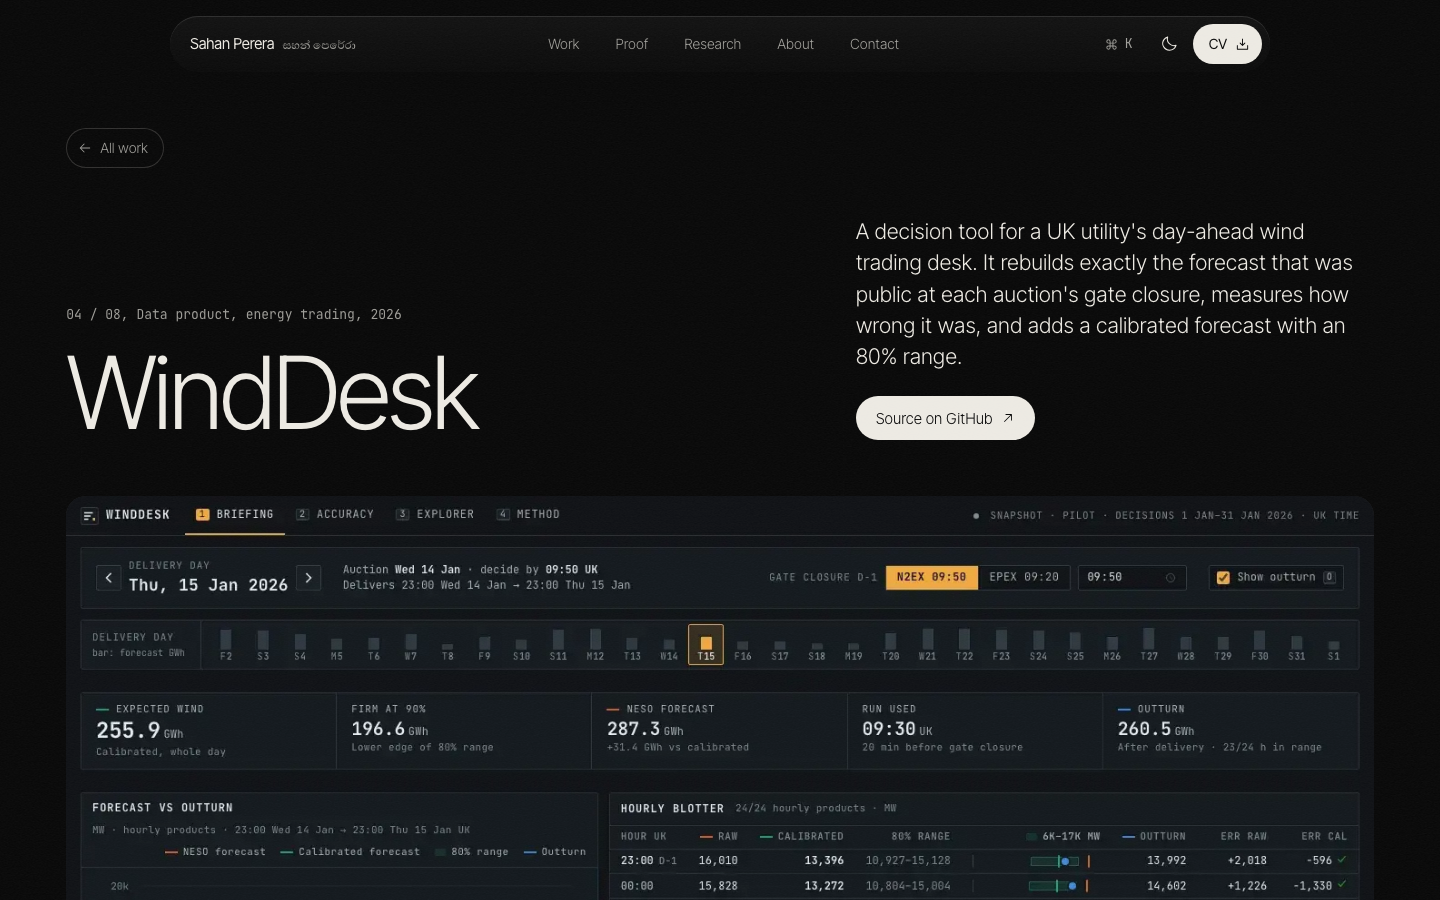 Sahan Perera සහන් පෙරේරා Work Proof Research About Contact ⌘ K CV
← All work
A decision tool for a UK utility's day-ahead wind
trading desk. It rebuilds exactly the forecast that was
public at each auction's gate closure, measures how
wrong it was, and adds a calibrated forecast with an
80% range.
04 / 08, Data product, energy trading, 2026
WindDesk
Source on GitHub ↗
WINDDESK 1 BRIEFING 2 ACCURACY 3 EXPLORER 4 METHOD SNAPSHOT · PILOT · DECISIONS 1 JAN–31 JAN 2026 · UK TIME
DELIVERY DAY
Thu, 15 Jan 2026
Auction Wed 14 Jan · decide by 09:50 UK
Delivers 23:00 Wed 14 Jan → 23:00 Thu 15 Jan
GATE CLOSURE D-1 N2EX 09:50 EPEX 09:20 09:50 Show outturn O
DELIVERY DAY
bar: forecast GWh
F2 S3 S4 M5 T6 W7 T8 F9 S10 S11 M12 T13 W14 T15 F16 S17 S18 M19 T20 W21 T22 F23 S24 S25 M26 T27 W28 T29 F30 S31 S1
EXPECTED WIND
255.9 GWh
Calibrated, whole day
FIRM AT 90%
196.6 GWh
Lower edge of 80% range
NESO FORECAST
287.3 GWh
+31.4 GWh vs calibrated
RUN USED
09:30 UK
20 min before gate closure
OUTTURN
260.5 GWh
After delivery · 23/24 h in range
FORECAST VS OUTTURN
MW · hourly products · 23:00 Wed 14 Jan → 23:00 Thu 15 Jan UK
NESO forecast Calibrated forecast 80% range Outturn
20k
HOURLY BLOTTER 24/24 hourly products · MW
HOUR UK RAW CALIBRATED 80% RANGE 6K–17K MW OUTTURN ERR RAW ERR CAL
23:00 D-1 16,010 13,396 10,927–15,128 13,992 +2,018 -596 ✓
00:00 15,828 13,272 10,804–15,004 14,602 +1,226 -1,330 ✓